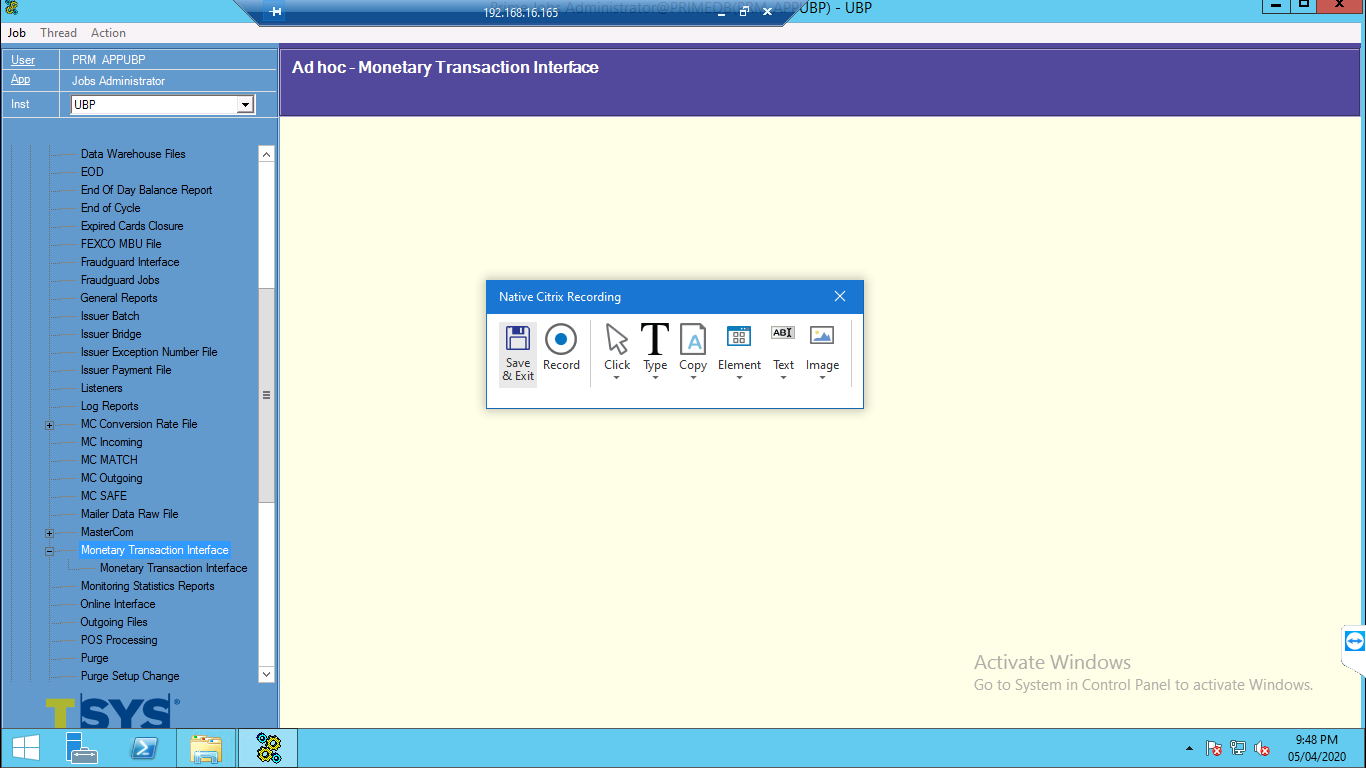 192.168.16.165
Administrator@PRIMEDB
UBP) - UBP
Job Thread Action
User PRM APPUBP
App Jobs Administrator
Inst UBP
Ad hoc - Monetary Transaction Interface
Data Warehouse Files
EOD
End Of Day Balance Report
End of Cycle
Expired Cards Closure
FEXCO MBU File
Fraudguard Interface
Fraudguard Jobs
General Reports
Issuer Batch
Issuer Bridge
Issuer Exception Number File
Issuer Payment File
Listeners
Log Reports
MC Conversion Rate File
MC Incoming
MC MATCH
MC Outgoing
MC SAFE
Mailer Data Raw File
MasterCom
Monetary Transaction Interface
Monetary Transaction Interface
Monitoring Statistics Reports
Online Interface
Outgoing Files
POS Processing
Purge
Purge Setup Change
TSYS®
Native Citrix Recording
Save & Exit
Record
Click
Type
Copy
Element
Text
Image
A
ABI
Activate Windows
Go to System in Control Panel to activate Windows.
9:48 PM
05/04/2020